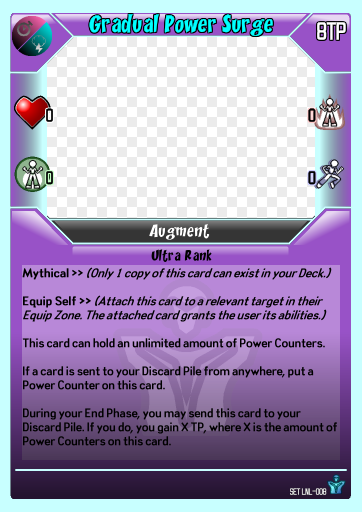 Gradual Power Surge
8TP
0
0
0
0
Augment
Ultra Rank
Mythical >> (Only 1 copy of this card can exist in your Deck.)
Equip Self >> (Attach this card to a relevant target in their
Equip Zone. The attached card grants the user its abilities.)
This card can hold an unlimited amount of Power Counters.
If a card is sent to your Discard Pile from anywhere, put a
Power Counter on this card.
During your End Phase, you may send this card to your
Discard Pile. If you do, you gain X TP, where X is the amount of
Power Counters on this card.
SET LNL-008